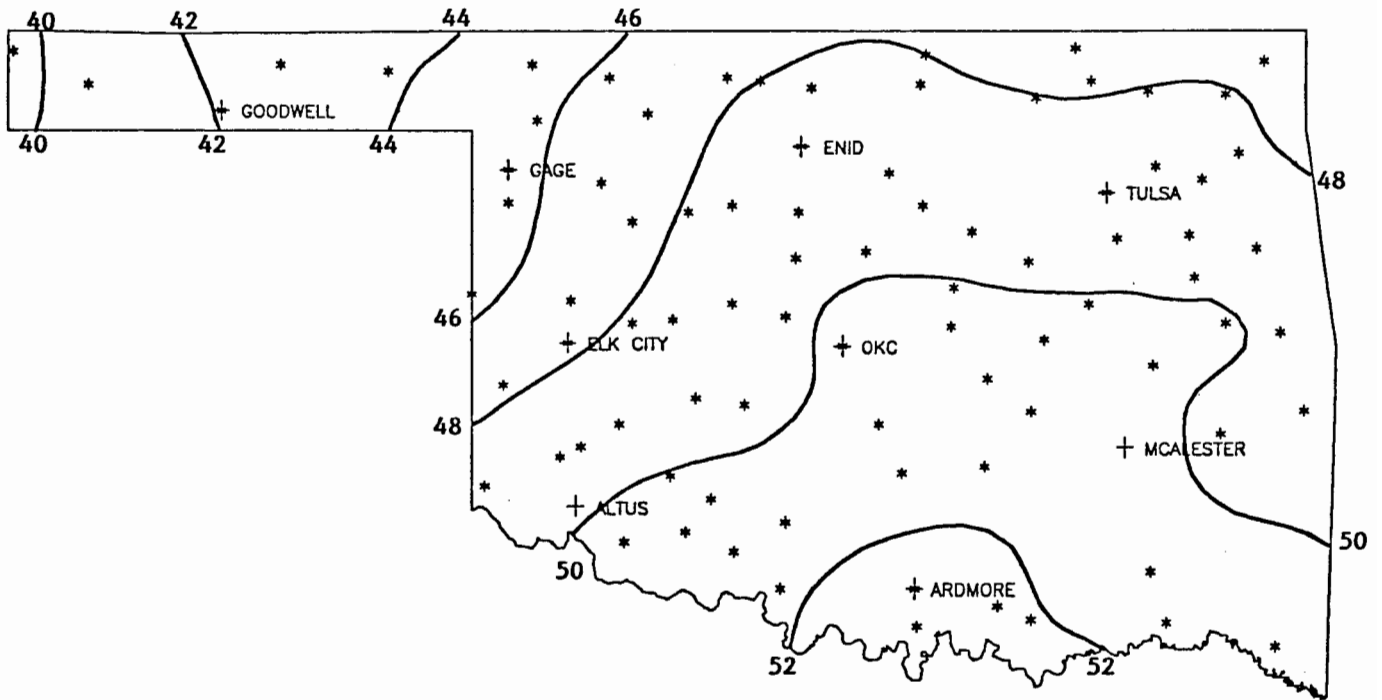 40 42 44 46
GOODWELL
40 42 44
ENID
GAGE
48
TULSA
46
ELK CITY
OKC
48
MCALESTER
ALTUS
50
50
ARDMORE
52 52